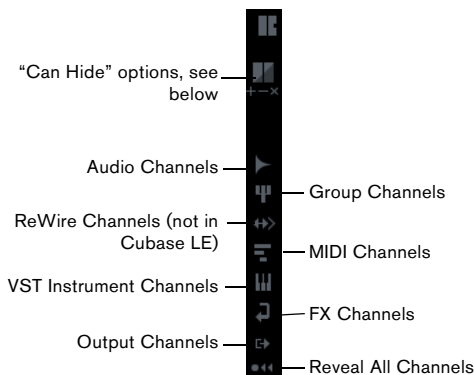 “Can Hide” options, see
below
Audio Channels
Group Channels
ReWire Channels (not in
Cubase LE)
MIDI Channels
VST Instrument Channels
FX Channels
Output Channels
Reveal All Channels